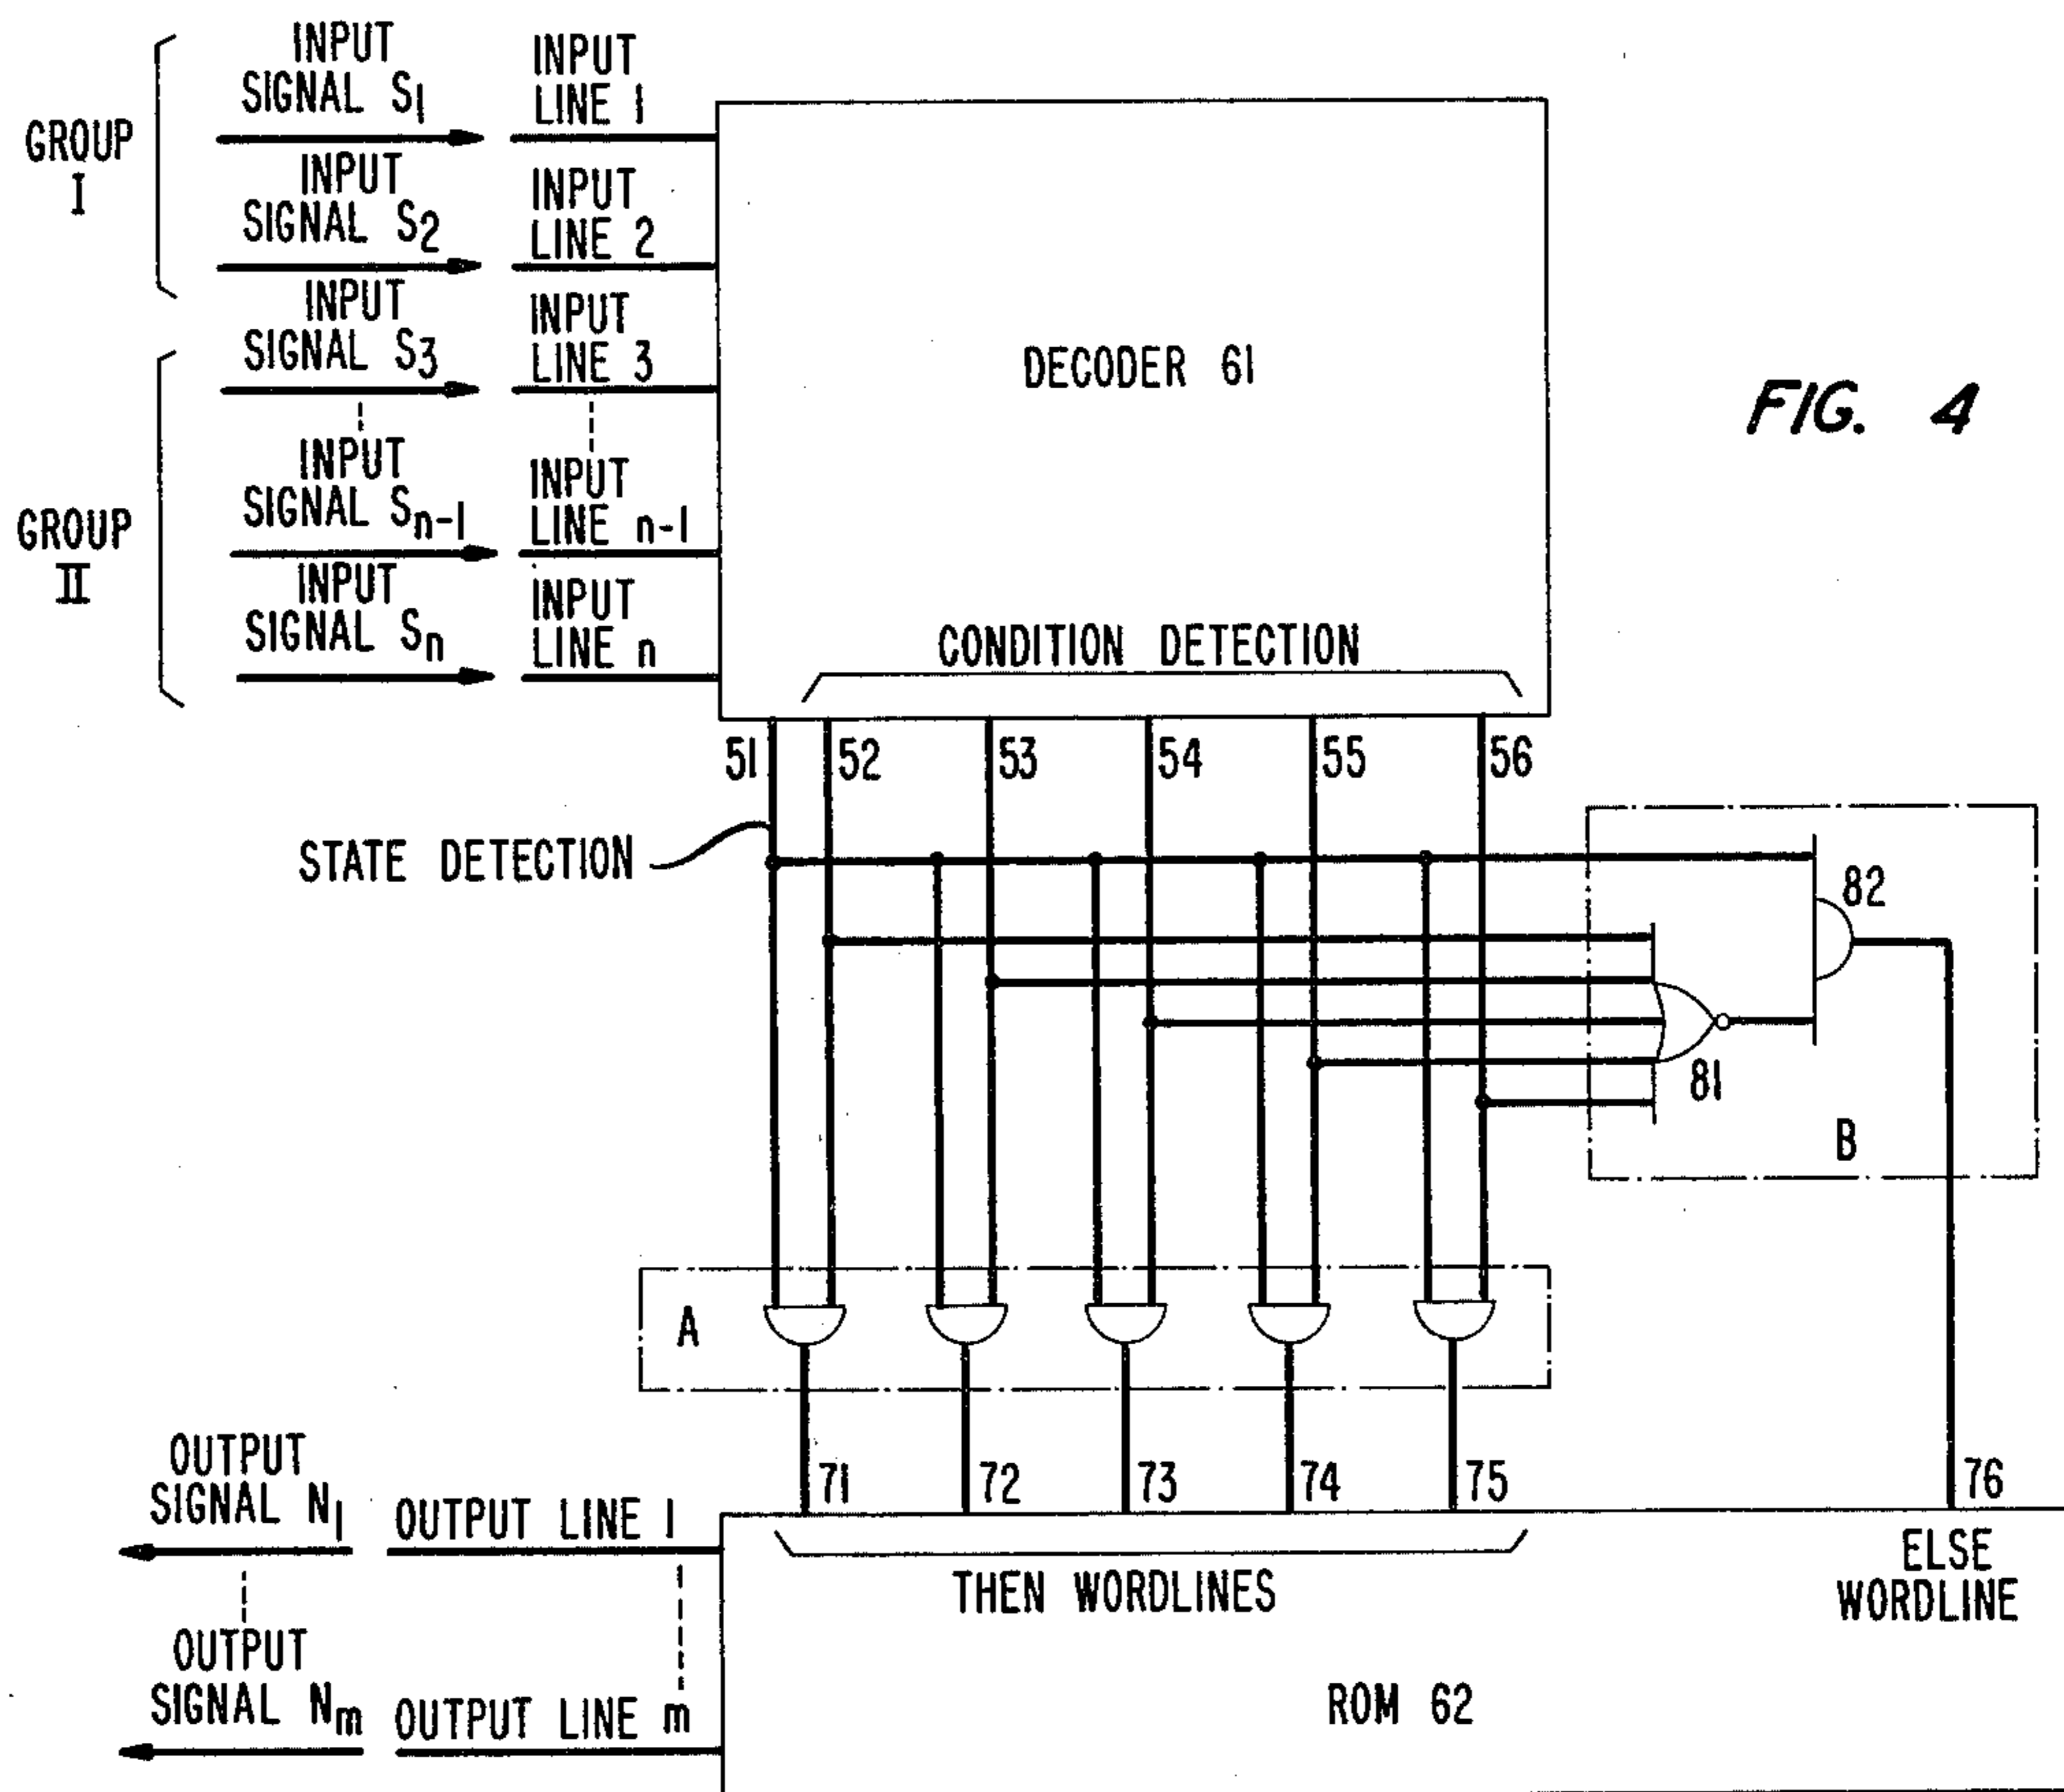 GROUP
I
INPUT
SIGNAL S1
INPUT
LINE 1
INPUT
SIGNAL S2
INPUT
LINE 2
GROUP
II
INPUT
SIGNAL S3
INPUT
LINE 3
INPUT
SIGNAL Sn-1
INPUT
LINE n-1
INPUT
SIGNAL Sn
INPUT
LINE n
DECODER 61
FIG. 4
CONDITION DETECTION
51 52 53 54 55 56
STATE DETECTION
82
81
B
A
71 72 73 74 75 76
OUTPUT
SIGNAL N1
OUTPUT LINE 1
THEN WORDLINES
ELSE
WORDLINE
OUTPUT
SIGNAL Nm
OUTPUT LINE m
ROM 62